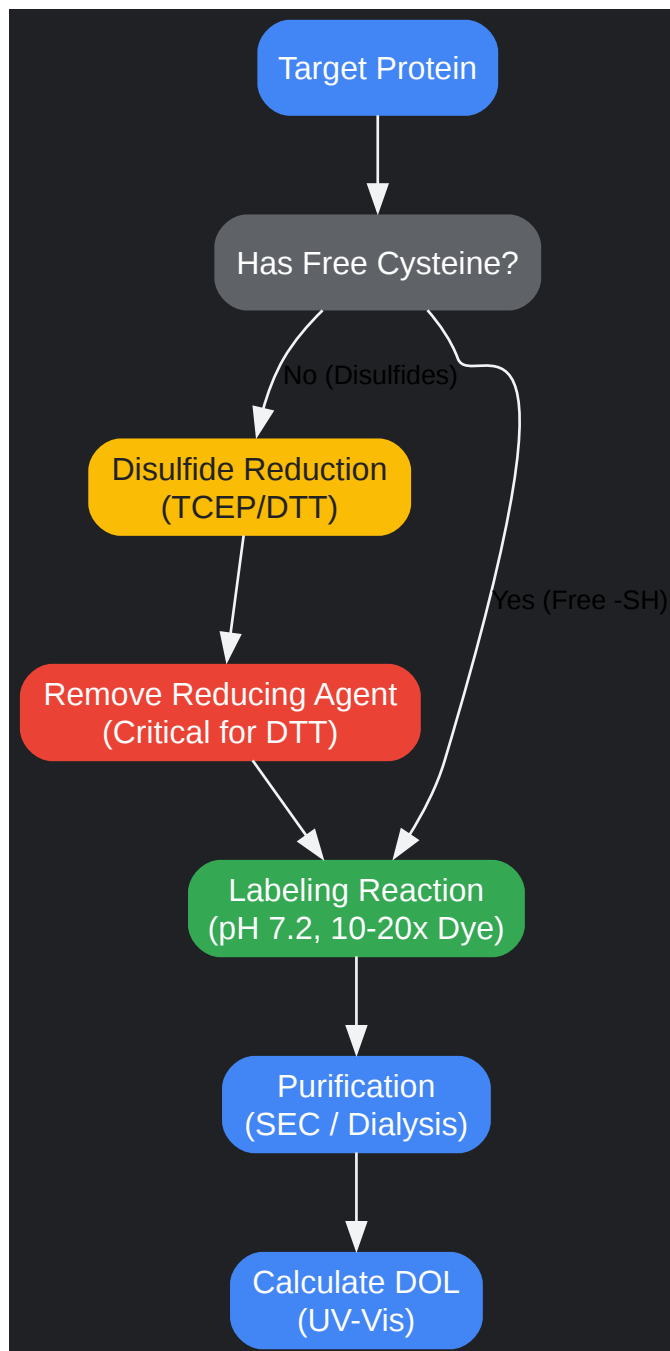 Target Protein
Has Free Cysteine?
No (Disulfides)
Disulfide Reduction
(TCEP/DTT)
Yes (Free -SH)
Remove Reducing Agent
(Critical for DTT)
Labeling Reaction
(pH 7.2, 10-20x Dye)
Purification
(SEC / Dialysis)
Calculate DOL
(UV-Vis)